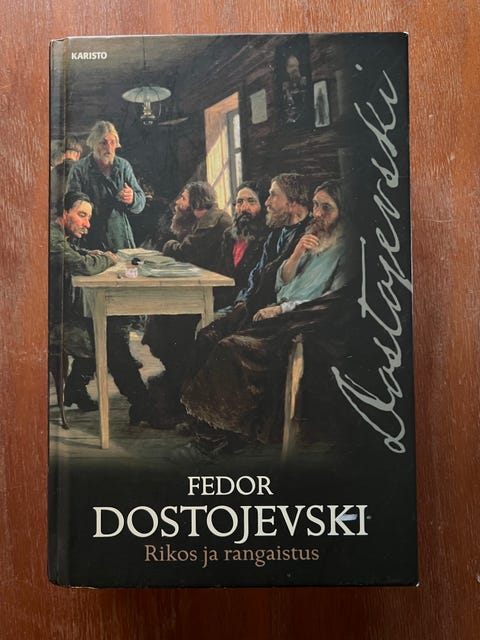 KARISTO
Dostojevski
FEDOR
DOSTOJEVSKI
Rikos ja rangaistus